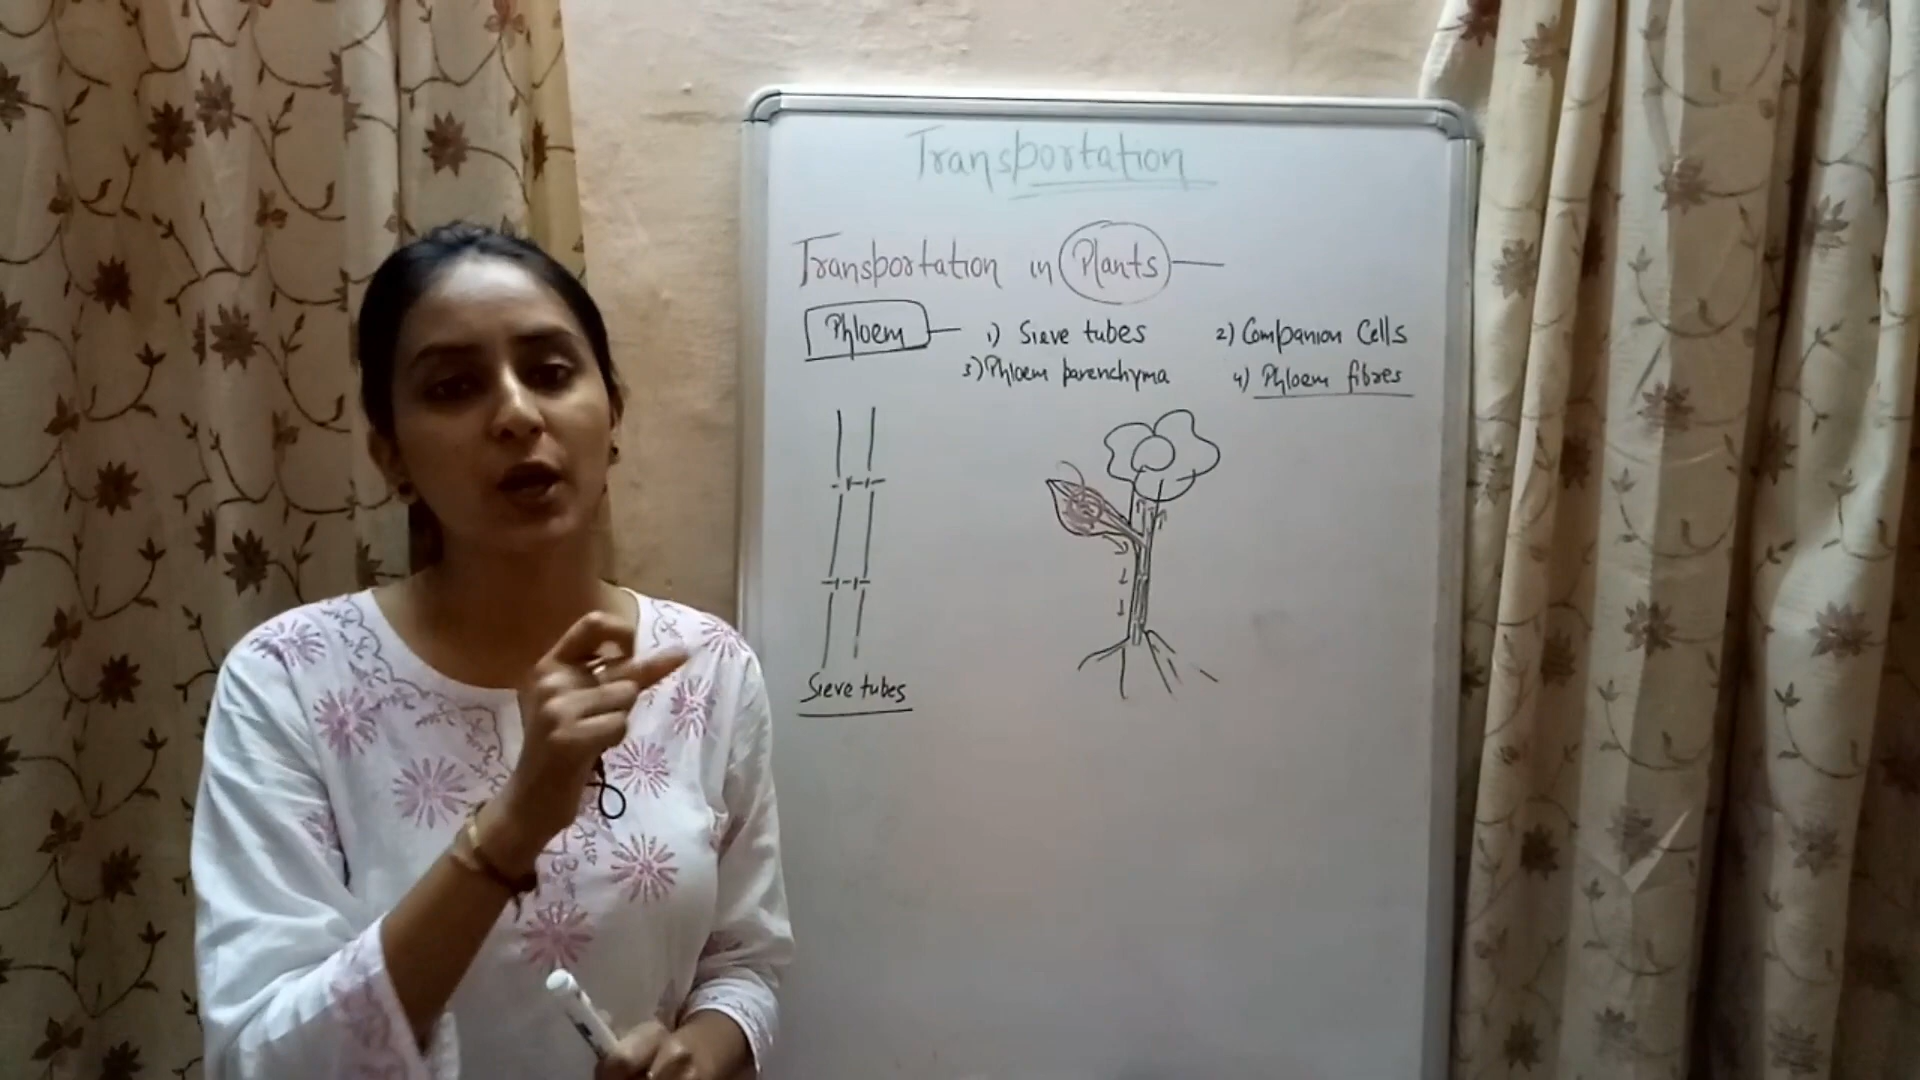 Transportation
Transportation in Plants —
Phloem — 1) Sieve tubes 2) Companion Cells
3) Phloem parenchyma 4) Phloem fibres
Sieve tubes